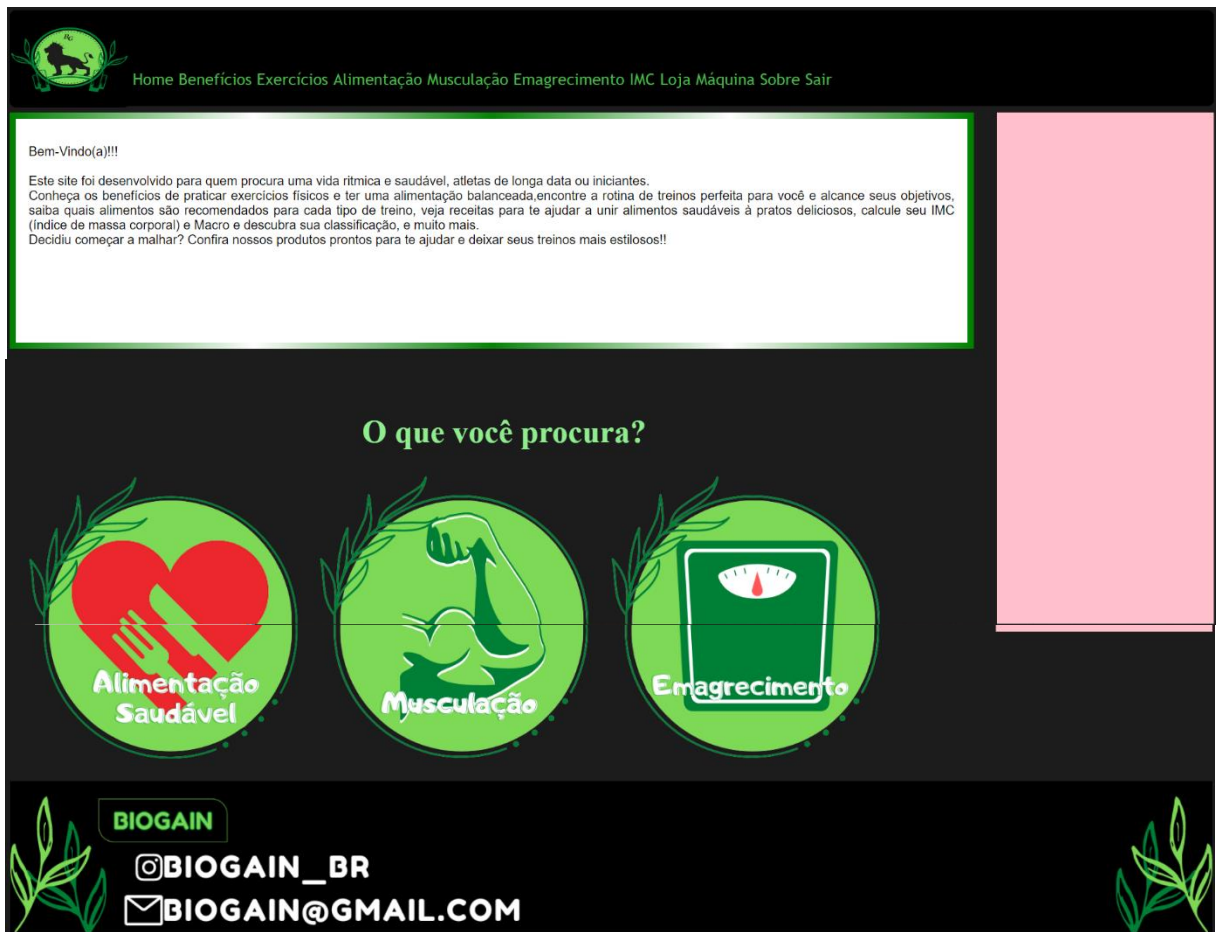 BG
Home Benefícios Exercícios Alimentação Musculação Emagrecimento IMC Loja Máquina Sobre Sair
Bem-Vindo(a)!!!
Este site foi desenvolvido para quem procura uma vida ritmica e saudável, atletas de longa data ou iniciantes.
Conheça os benefícios de praticar exercícios físicos e ter uma alimentação balanceada,encontre a rotina de treinos perfeita para você e alcance seus objetivos,
saiba quais alimentos são recomendados para cada tipo de treino, veja receitas para te ajudar a unir alimentos saudáveis à pratos deliciosos, calcule seu IMC
(índice de massa corporal) e Macro e descubra sua classificação, e muito mais.
Decidiu começar a malhar? Confira nossos produtos prontos para te ajudar e deixar seus treinos mais estilosos!!
O que você procura?
Alimentação
Saudável
Musculação
Emagrecimento
BIOGAIN
BIOGAIN_BR
BIOGAIN@GMAIL.COM